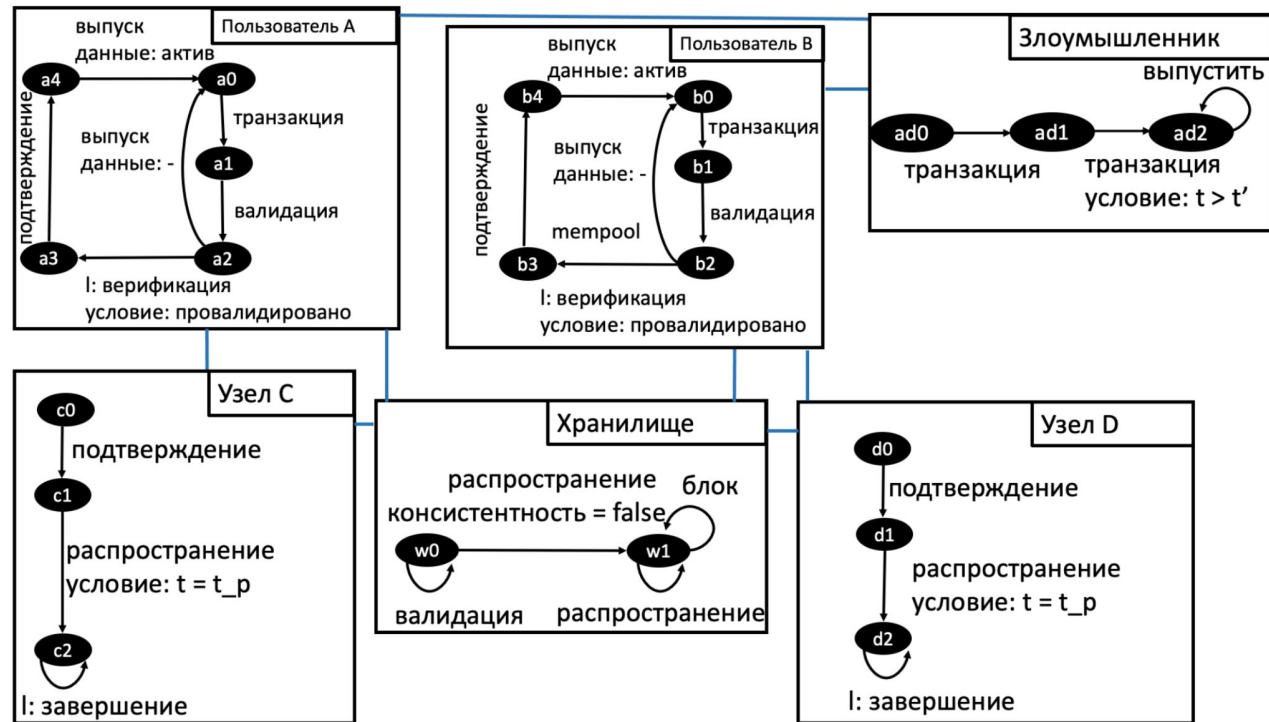 Пользователь A
выпуск
данные: актив
a4
a0
подтверждение
транзакция
выпуск
данные: -
a1
валидация
a3
a2
I: верификация
условие: провалидировано
Пользователь B
выпуск
данные: актив
b4
b0
подтверждение
транзакция
выпуск
данные: -
b1
валидация
mempool
b3
b2
I: верификация
условие: провалидировано
Злоумышленник
выпустить
ad0
ad1
ad2
транзакция
транзакция
условие: t > t’
Узел C
c0
подтверждение
c1
распространение
условие: t = t_p
c2
I: завершение
Хранилище
распространение
консистентность = false
блок
w0
w1
валидация
распространение
Узел D
d0
подтверждение
d1
распространение
условие: t = t_p
d2
I: завершение